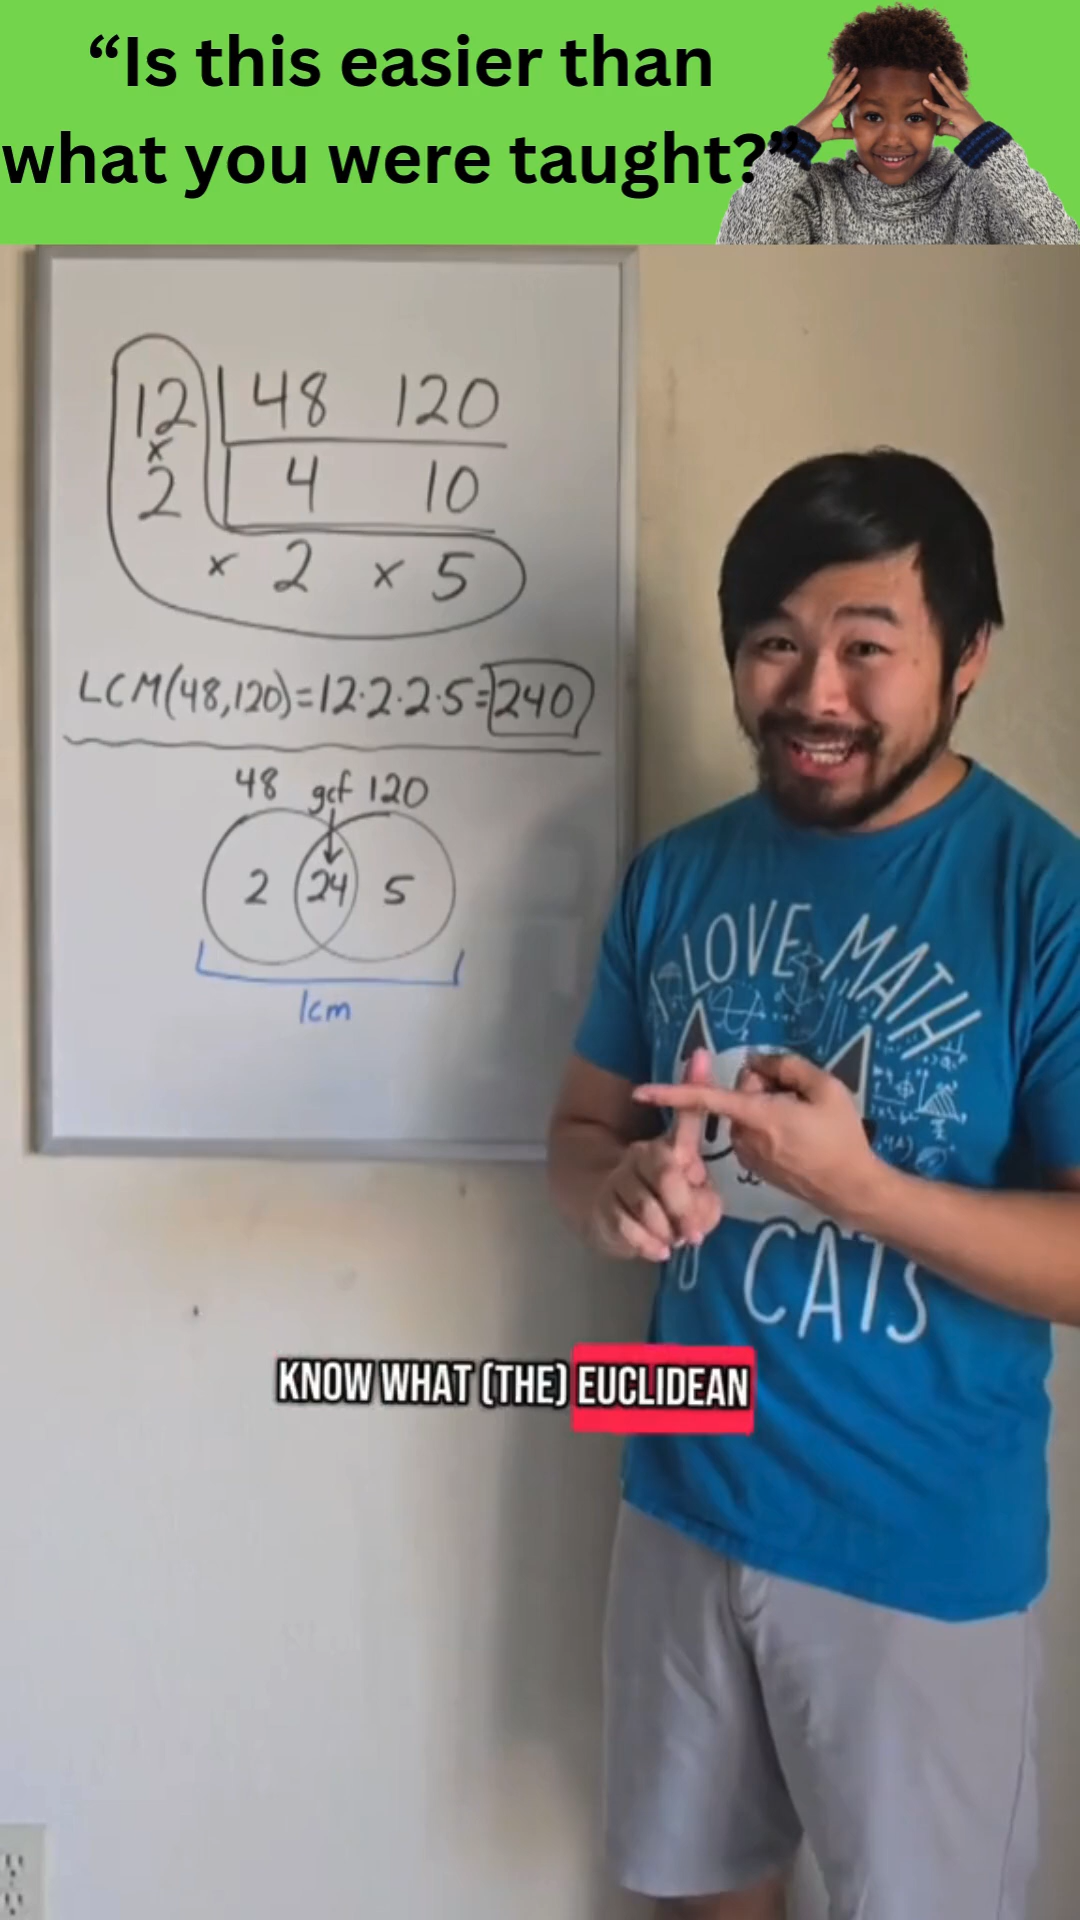 “Is this easier than
what you were taught?”
12 48 120
×
2 4 10
× 2 × 5
LCM(48,120)=12·2·2·5=240
48 gcf 120
2 24 5
lcm
I LOVE MATH
CATS
KNOW WHAT (THE) EUCLIDEAN